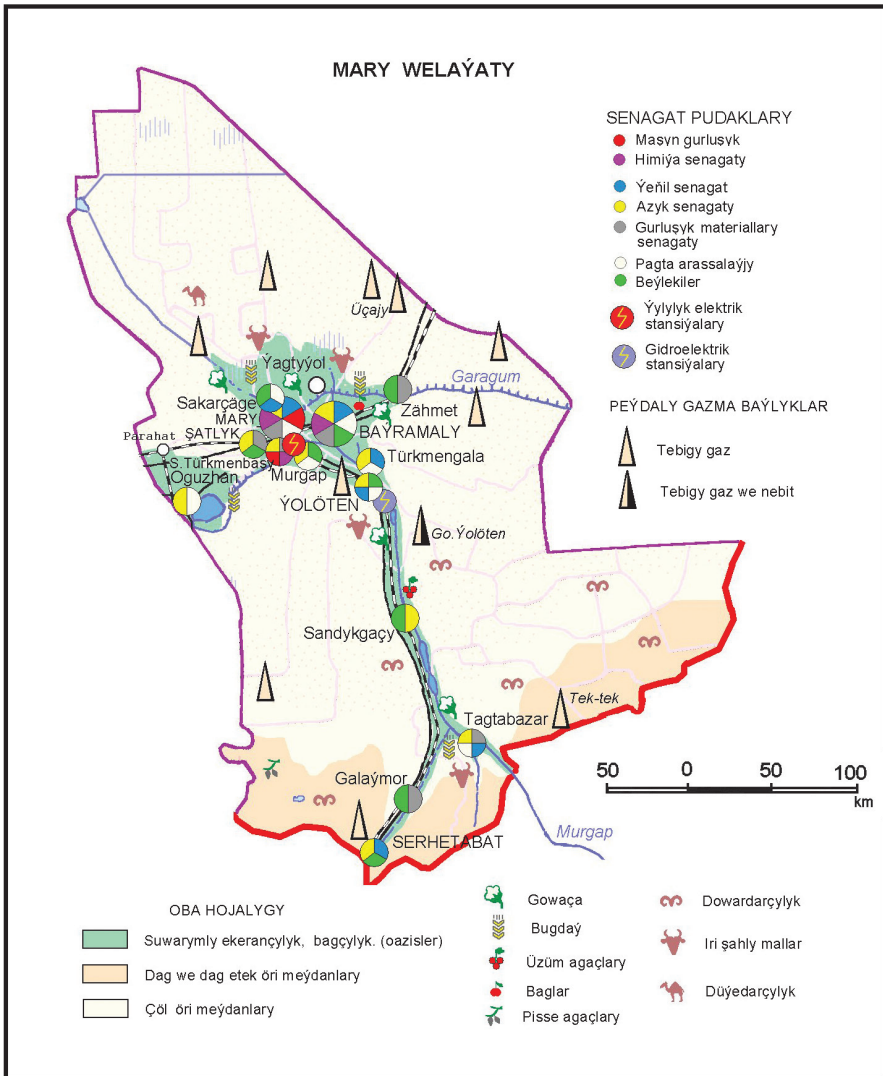 MARY WELAÝATY
SENAGAT PUDAKLARY
Maşyn gurluşyk
Himiýa senagaty
Ýeňil senagat
Azyk senagaty
Gurluşyk materiallary
senagaty
Pagta arassalaýjy
Beýlekiler
Ýylylyk elektrik
stansiýalary
Gidroelektrik
stansiýalary
PEÝDALY GAZMA BAÝLYKLAR
Tebigy gaz
Tebigy gaz we nebit
Üçajy
Ýagtyýol
Garagum
Sakarçäge
Zähmet
MARY
BAÝRAMALY
ŞATLYK
Parahat
Türkmengala
S.Türkmenbaşy
Oguzhan
Murgap
ÝOLÖTEN
Go.Ýolöten
Sandykgaçy
Tek-tek
Tagtabazar
Galaýmor
50 0 50 100
km
Murgap
SERHETABAT
OBA HOJALYGY
Suwarymly ekerançylyk, bagçylyk. (oazisler)
Dag we dag etek öri meýdanlary
Çöl öri meýdanlary
Gowaça
Bugdaý
Üzüm agaçlary
Baglar
Pisse agaçlary
Dowardarçylyk
Iri şahly mallar
Düýedarçylyk